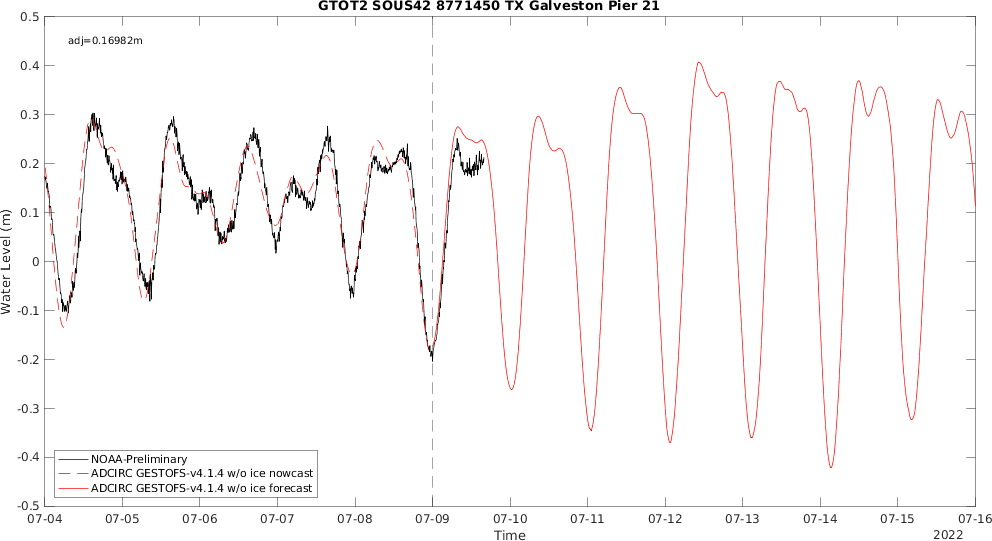 GTOT2 SOUS42 8771450 TX Galveston Pier 21
adj=0.16982m
0.5
0.4
0.3
0.2
0.1
0
-0.1
-0.2
-0.3
-0.4
-0.5
Water Level (m)
NOAA-Preliminary
ADCIRC GESTOFS-v4.1.4 w/o ice nowcast
ADCIRC GESTOFS-v4.1.4 w/o ice forecast
07-04 07-05 07-06 07-07 07-08 07-09 07-10 07-11 07-12 07-13 07-14 07-15 07-16
Time
2022